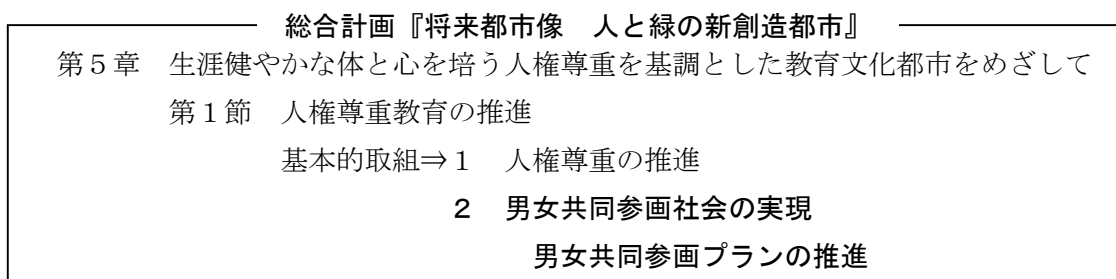 総合計画『将来都市像　人と緑の新創造都市』
第５章　生涯健やかな体と心を培う人権尊重を基調とした教育文化都市をめざして
第１節　人権尊重教育の推進
基本的取組⇒１　人権尊重の推進
２　男女共同参画社会の実現
男女共同参画プランの推進